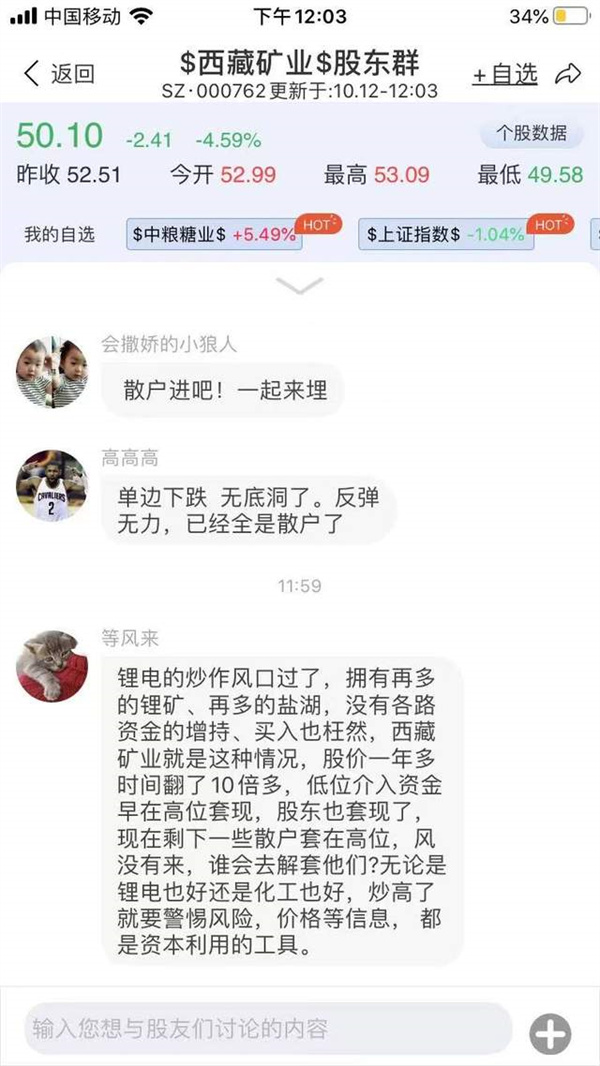 中国移动 下午12:03 34%
返回 $西藏矿业$股东群 +自选
SZ·000762更新于:10.12-12:03
50.10 -2.41 -4.59% 个股数据
昨收 52.51 今开 52.99 最高 53.09 最低 49.58
我的自选 $中粮糖业$ +5.49% HOT $上证指数$ -1.04% HOT
会撒娇的小狼人
散户进吧！一起来埋
高高高
CAVALIERS
2
单边下跌 无底洞了。反弹
无力，已经全是散户了
11:59
等风来
锂电的炒作风口过了，拥有再多
的锂矿、再多的盐湖，没有各路
资金的增持、买入也枉然，西藏
矿业就是这种情况，股价一年多
时间翻了10倍多，低位介入资金
早在高位套现，股东也套现了，
现在剩下一些散户套在高位，风
没有来，谁会去解套他们?无论是
锂电也好还是化工也好，炒高了
就要警惕风险，价格等信息， 都
是资本利用的工具。
输入您想与股友们讨论的内容